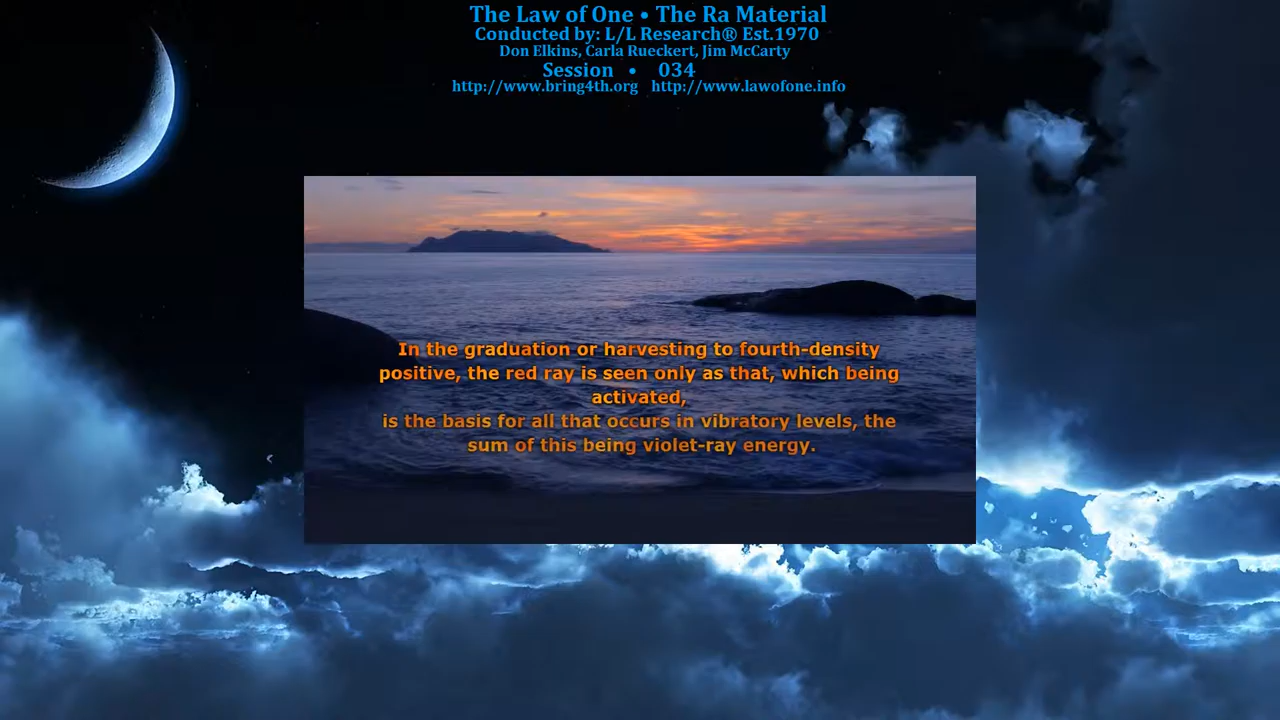 The Law of One • The Ra Material
Conducted by: L/L Research® Est.1970
Don Elkins, Carla Rueckert, Jim McCarty
Session • 034
http://www.bring4th.org http://www.lawofone.info
In the graduation or harvesting to fourth-density
positive, the red ray is seen only as that, which being
activated,
is the basis for all that occurs in vibratory levels, the
sum of this being violet-ray energy.